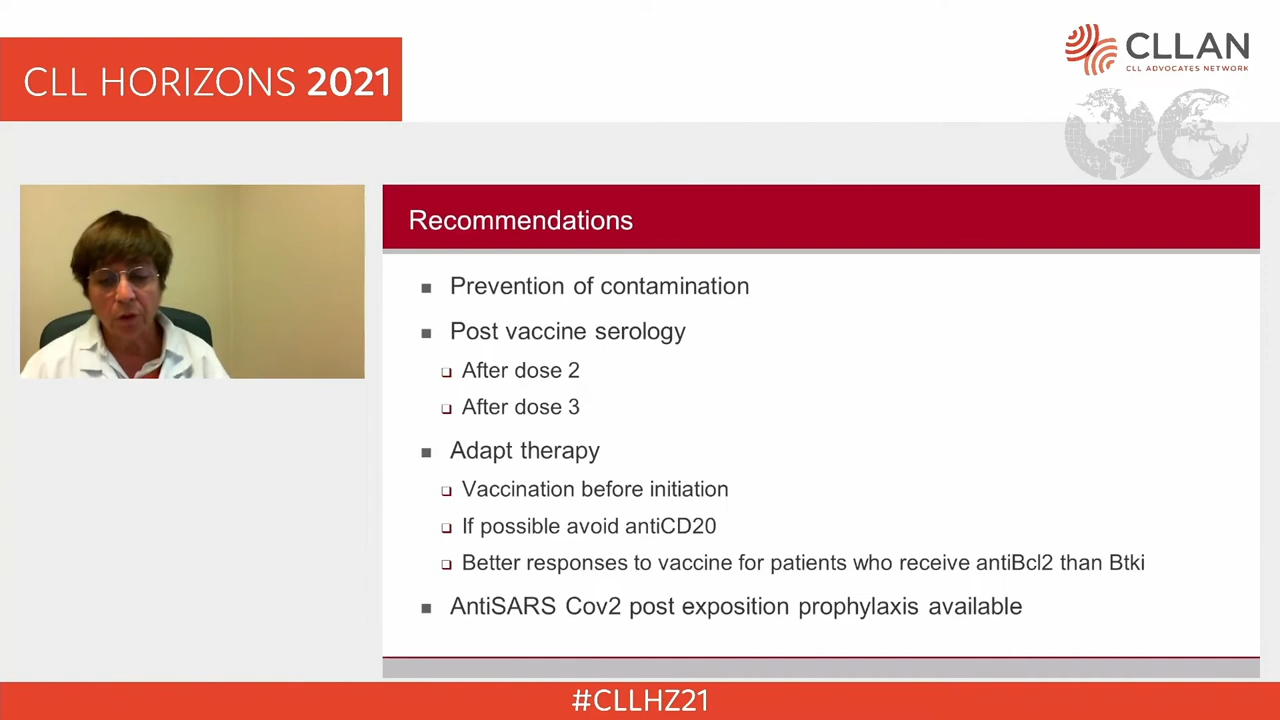 CLL HORIZONS 2021
CLLAN
CLL ADVOCATES NETWORK
Recommendations
Prevention of contamination
Post vaccine serology
After dose 2
After dose 3
Adapt therapy
Vaccination before initiation
If possible avoid antiCD20
Better responses to vaccine for patients who receive antiBcl2 than Btki
AntiSARS Cov2 post exposition prophylaxis available
#CLLHZ21